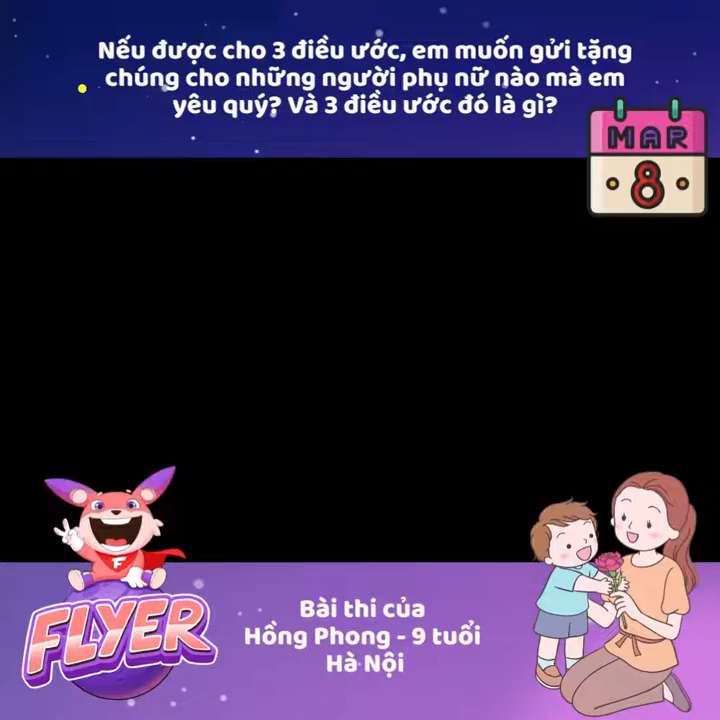 Nếu được cho 3 điều ước, em muốn gửi tặng
chúng cho những người phụ nữ nào mà em
yêu quý? Và 3 điều ước đó là gì?
MAR
8
F
FLYER
Bài thi của
Hồng Phong - 9 tuổi
Hà Nội